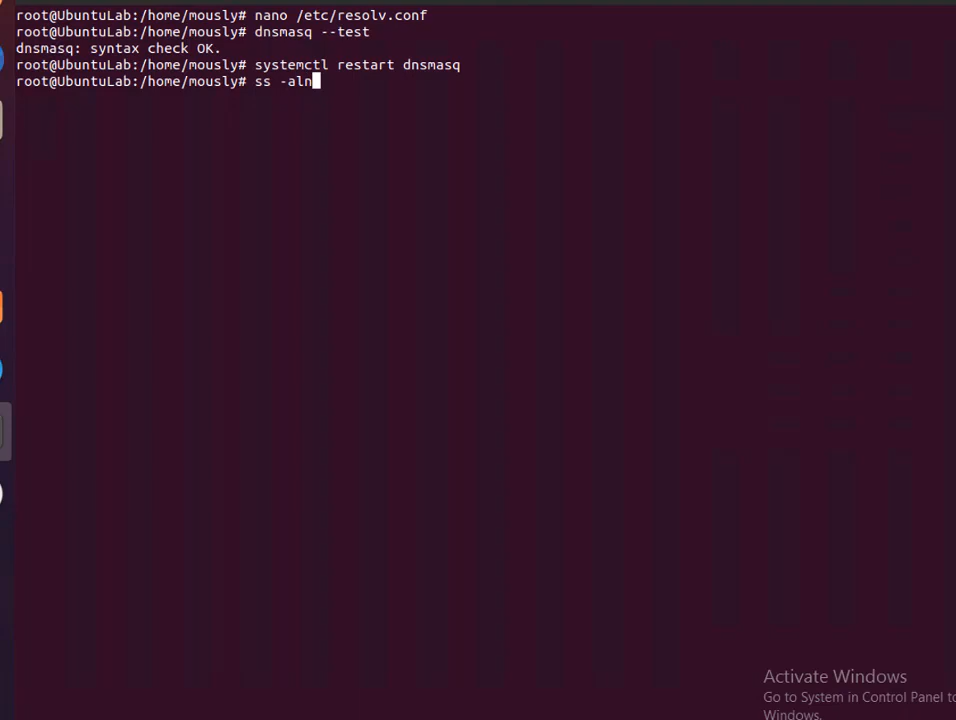 root@UbuntuLab:/home/mously# nano /etc/resolv.conf
root@UbuntuLab:/home/mously# dnsmasq --test
dnsmasq: syntax check OK.
root@UbuntuLab:/home/mously# systemctl restart dnsmasq
root@UbuntuLab:/home/mously# ss -aln
Activate Windows
Go to System in Control Panel to
Windows.